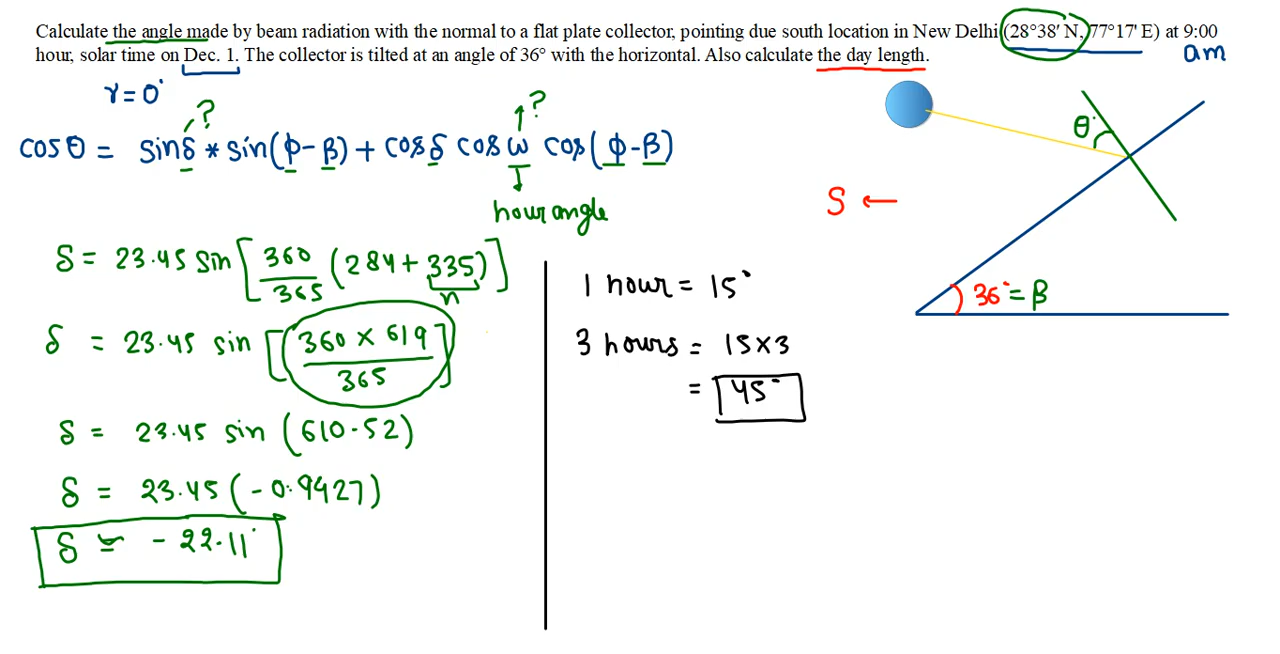 Calculate the angle made by beam radiation with the normal to a flat plate collector, pointing due south location in New Delhi (28°38′ N, 77°17′ E) at 9:00
hour, solar time on Dec. 1. The collector is tilted at an angle of 36° with the horizontal. Also calculate the day length.
am
γ = 0°
? ?
cosθ = sinδ * sin(ϕ-β) + cosδ cosω cos(ϕ-β)
hour angle
δ = 23.45 sin [360/365 (284+335)]
n
δ = 23.45 sin [360 × 619/365]
δ = 23.45 sin (610.52)
δ = 23.45 (-0.9427)
δ ≃ -22.11°
1 hour = 15°
3 hours = 15×3
= 45°
θ°
S ←
36° = β